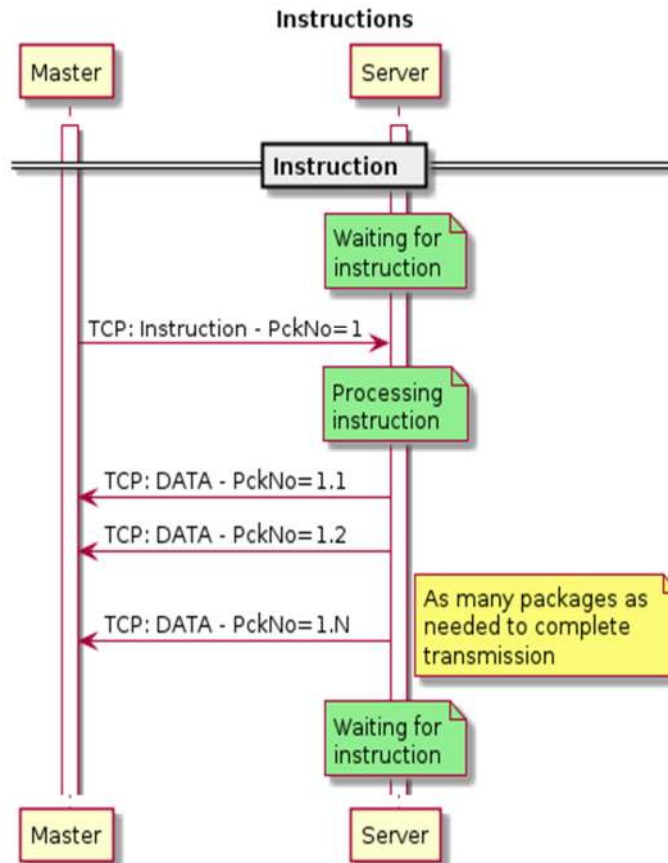 Instructions
Master
Server
Instruction
Waiting for
instruction
TCP: Instruction - PckNo=1
Processing
instruction
TCP: DATA - PckNo=1.1
TCP: DATA - PckNo=1.2
As many packages as
needed to complete
transmission
TCP: DATA - PckNo=1.N
Waiting for
instruction
Master
Server